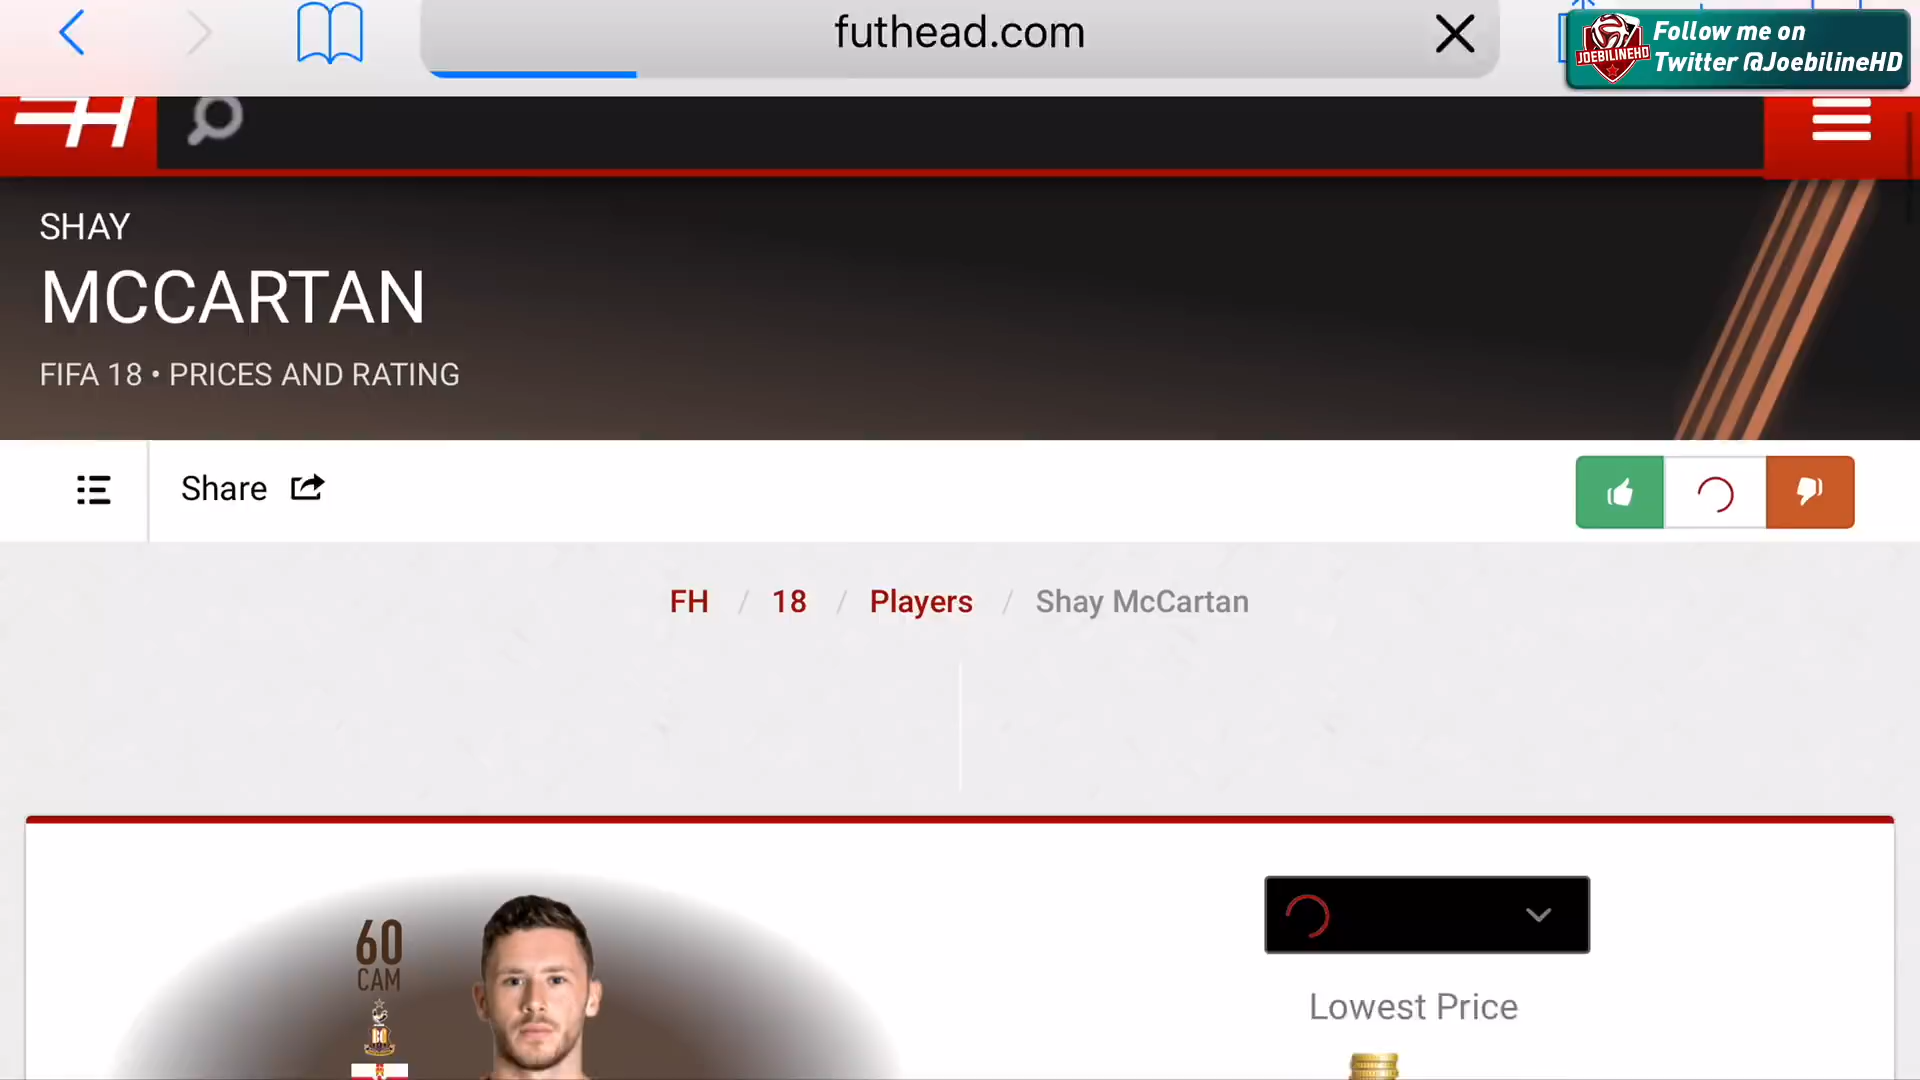 futhead.com
Follow me on
Twitter @JoebilineHD
JOEBILINEHD
SHAY
MCCARTAN
FIFA 18 • PRICES AND RATING
Share
FH / 18 / Players / Shay McCartan
60
CAM
Lowest Price